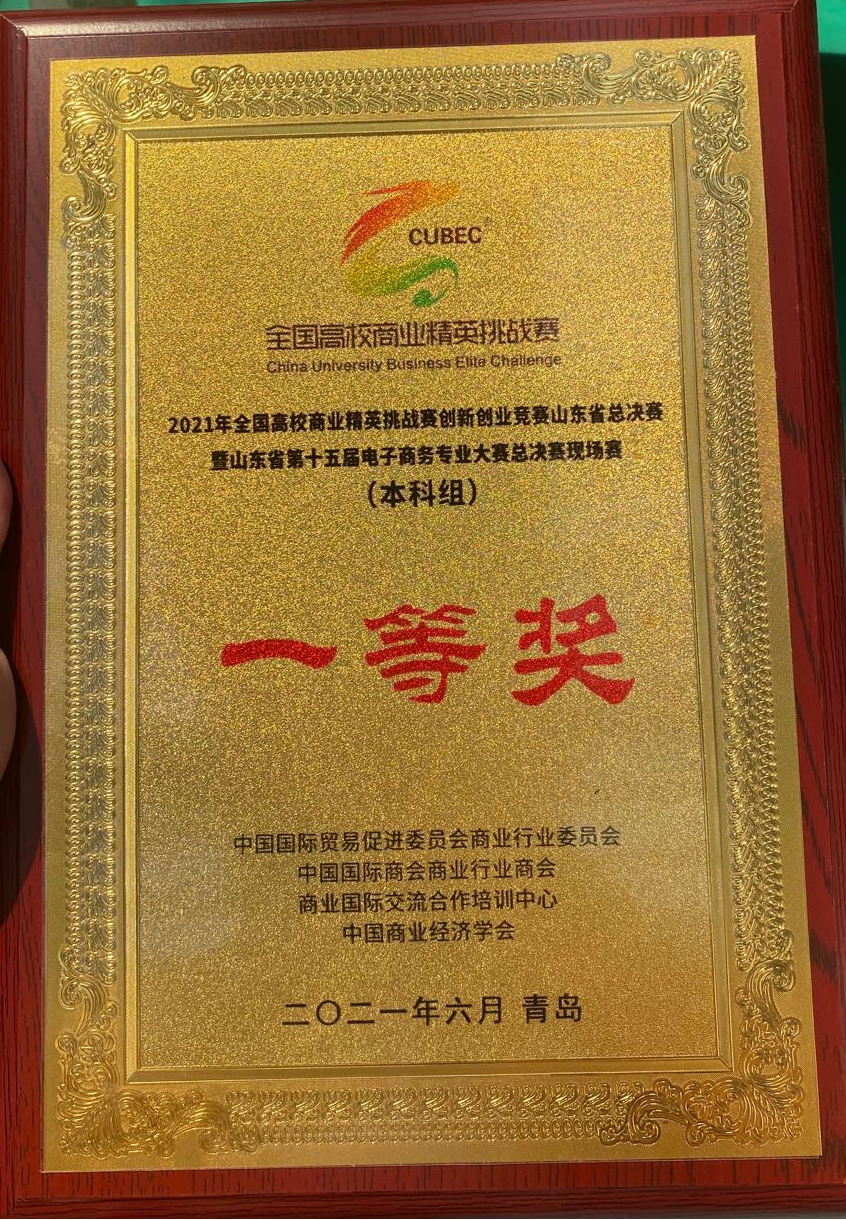 CUBEC
全国高校商业精英挑战赛
China University Business Elite Challenge
2021年全国高校商业精英挑战赛创新创业竞赛山东省总决赛
暨山东省第十五届电子商务专业大赛总决赛现场赛
（本科组）
一等奖
中国国际贸易促进委员会商业行业委员会
中国国际商会商业行业商会
商业国际交流合作培训中心
中国商业经济学会
二〇二一年六月 青岛